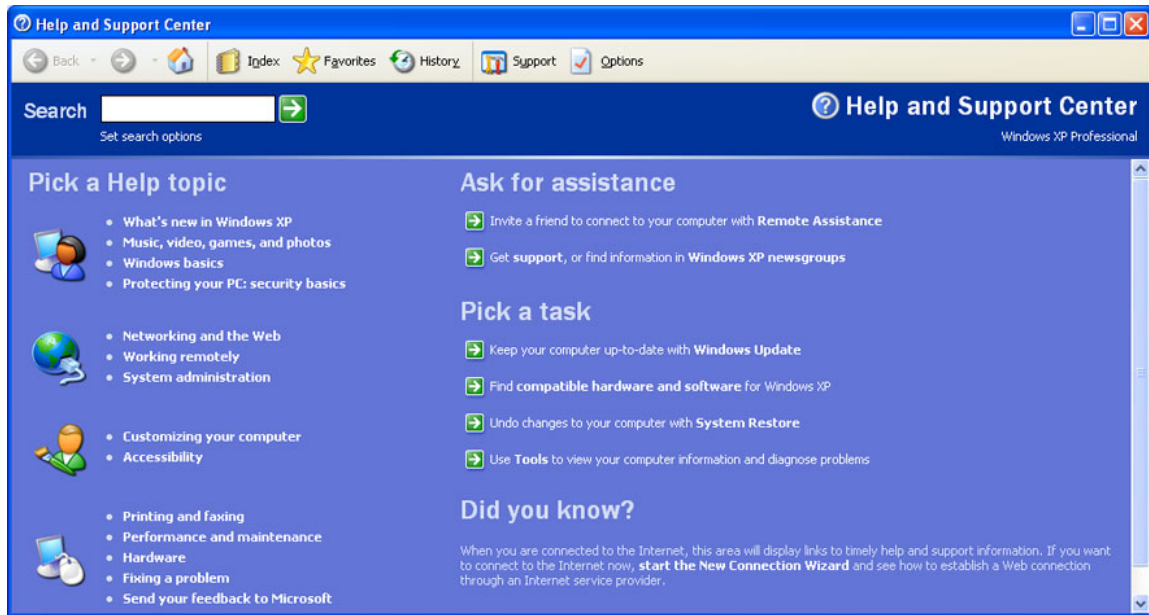 Help and Support Center
Back
Index
Favorites
History
Support
Options
Search
Set search options
Help and Support Center
Windows XP Professional
Pick a Help topic
What's new in Windows XP
Music, video, games, and photos
Windows basics
Protecting your PC: security basics
Networking and the Web
Working remotely
System administration
Customizing your computer
Accessibility
Printing and faxing
Performance and maintenance
Hardware
Fixing a problem
Send your feedback to Microsoft
Ask for assistance
Invite a friend to connect to your computer with Remote Assistance
Get support, or find information in Windows XP newsgroups
Pick a task
Keep your computer up-to-date with Windows Update
Find compatible hardware and software for Windows XP
Undo changes to your computer with System Restore
Use Tools to view your computer information and diagnose problems
Did you know?
When you are connected to the Internet, this area will display links to timely help and support information. If you want
to connect to the Internet now, start the New Connection Wizard and see how to establish a Web connection
through an Internet service provider.